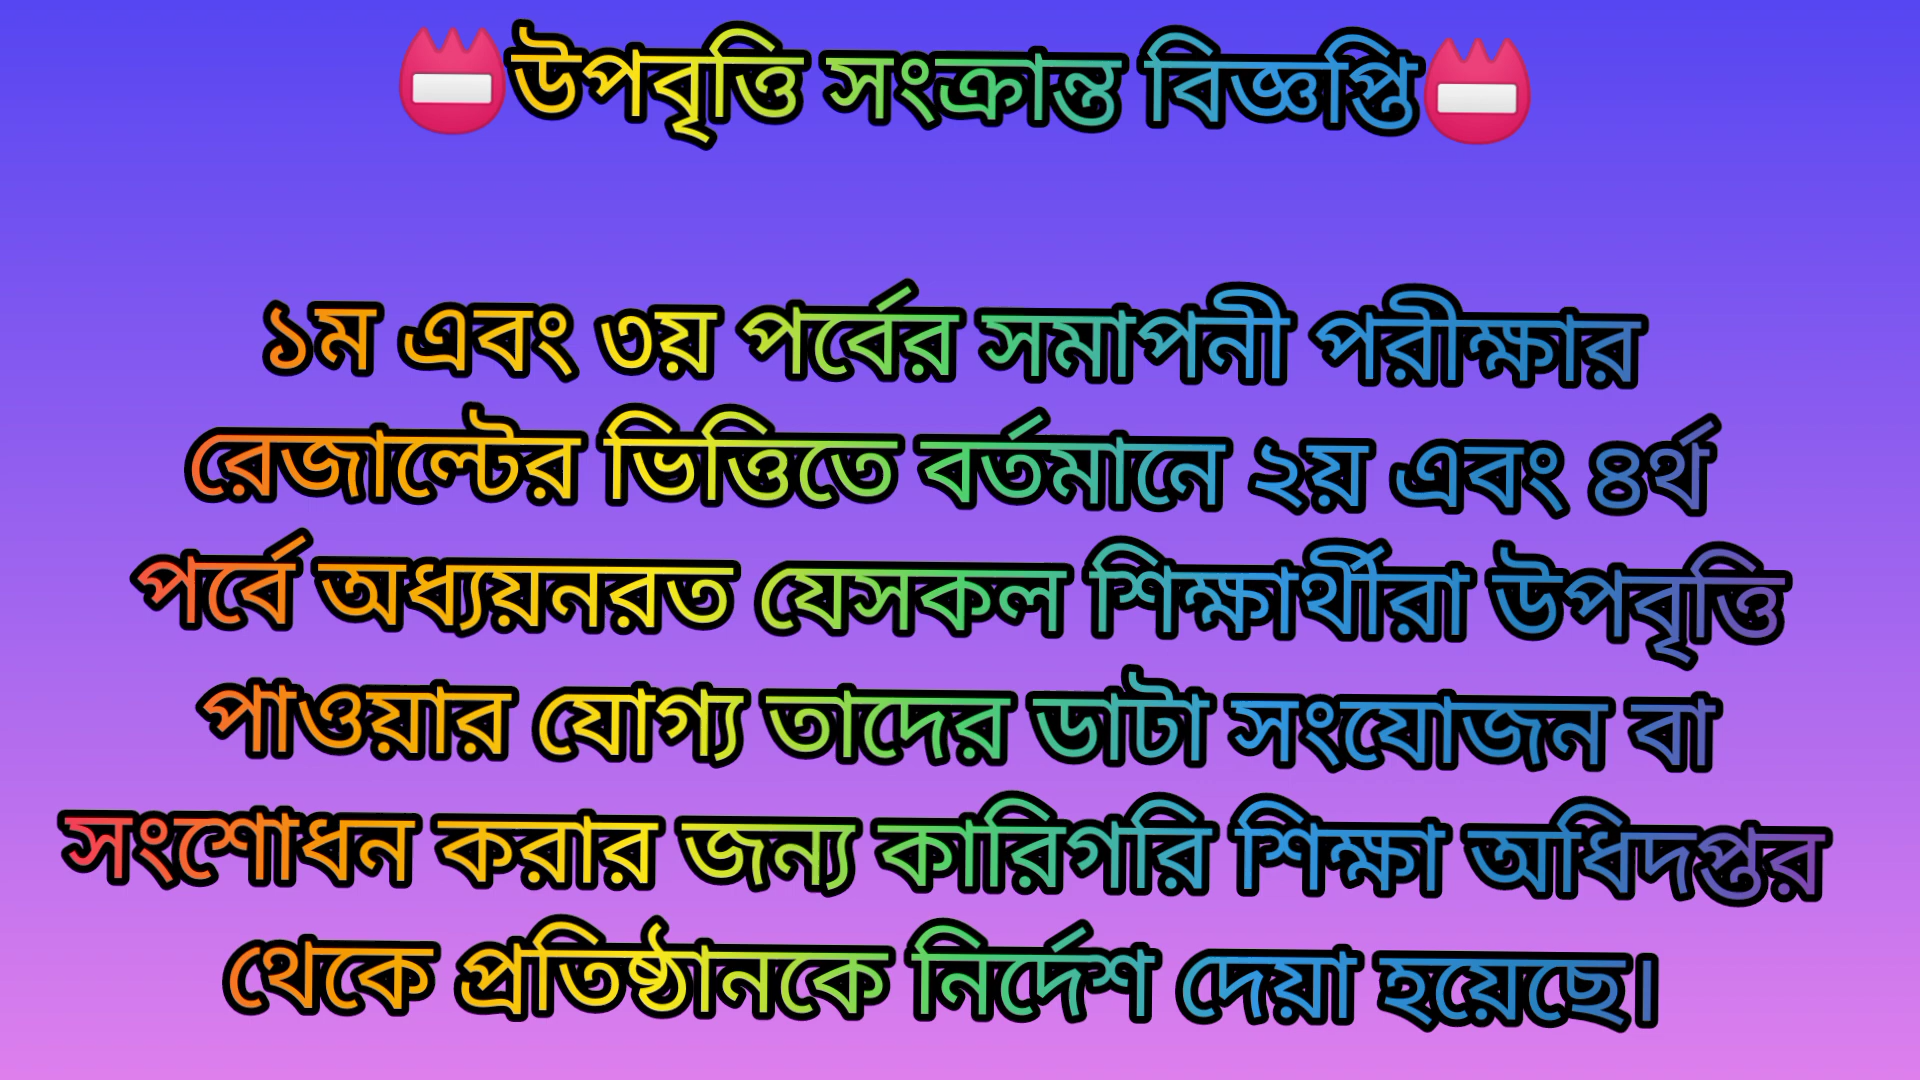 📛উপবৃত্তি সংক্রান্ত বিজ্ঞপ্তি📛
১ম এবং ৩য় পর্বের সমাপনী পরীক্ষার
রেজাল্টের ভিত্তিতে বর্তমানে ২য় এবং ৪র্থ
পর্বে অধ্যয়নরত যেসকল শিক্ষার্থীরা উপবৃত্তি
পাওয়ার যোগ্য তাদের ডাটা সংযোজন বা
সংশোধন করার জন্য কারিগরি শিক্ষা অধিদপ্তর
থেকে প্রতিষ্ঠানকে নির্দেশ দেয়া হয়েছে।